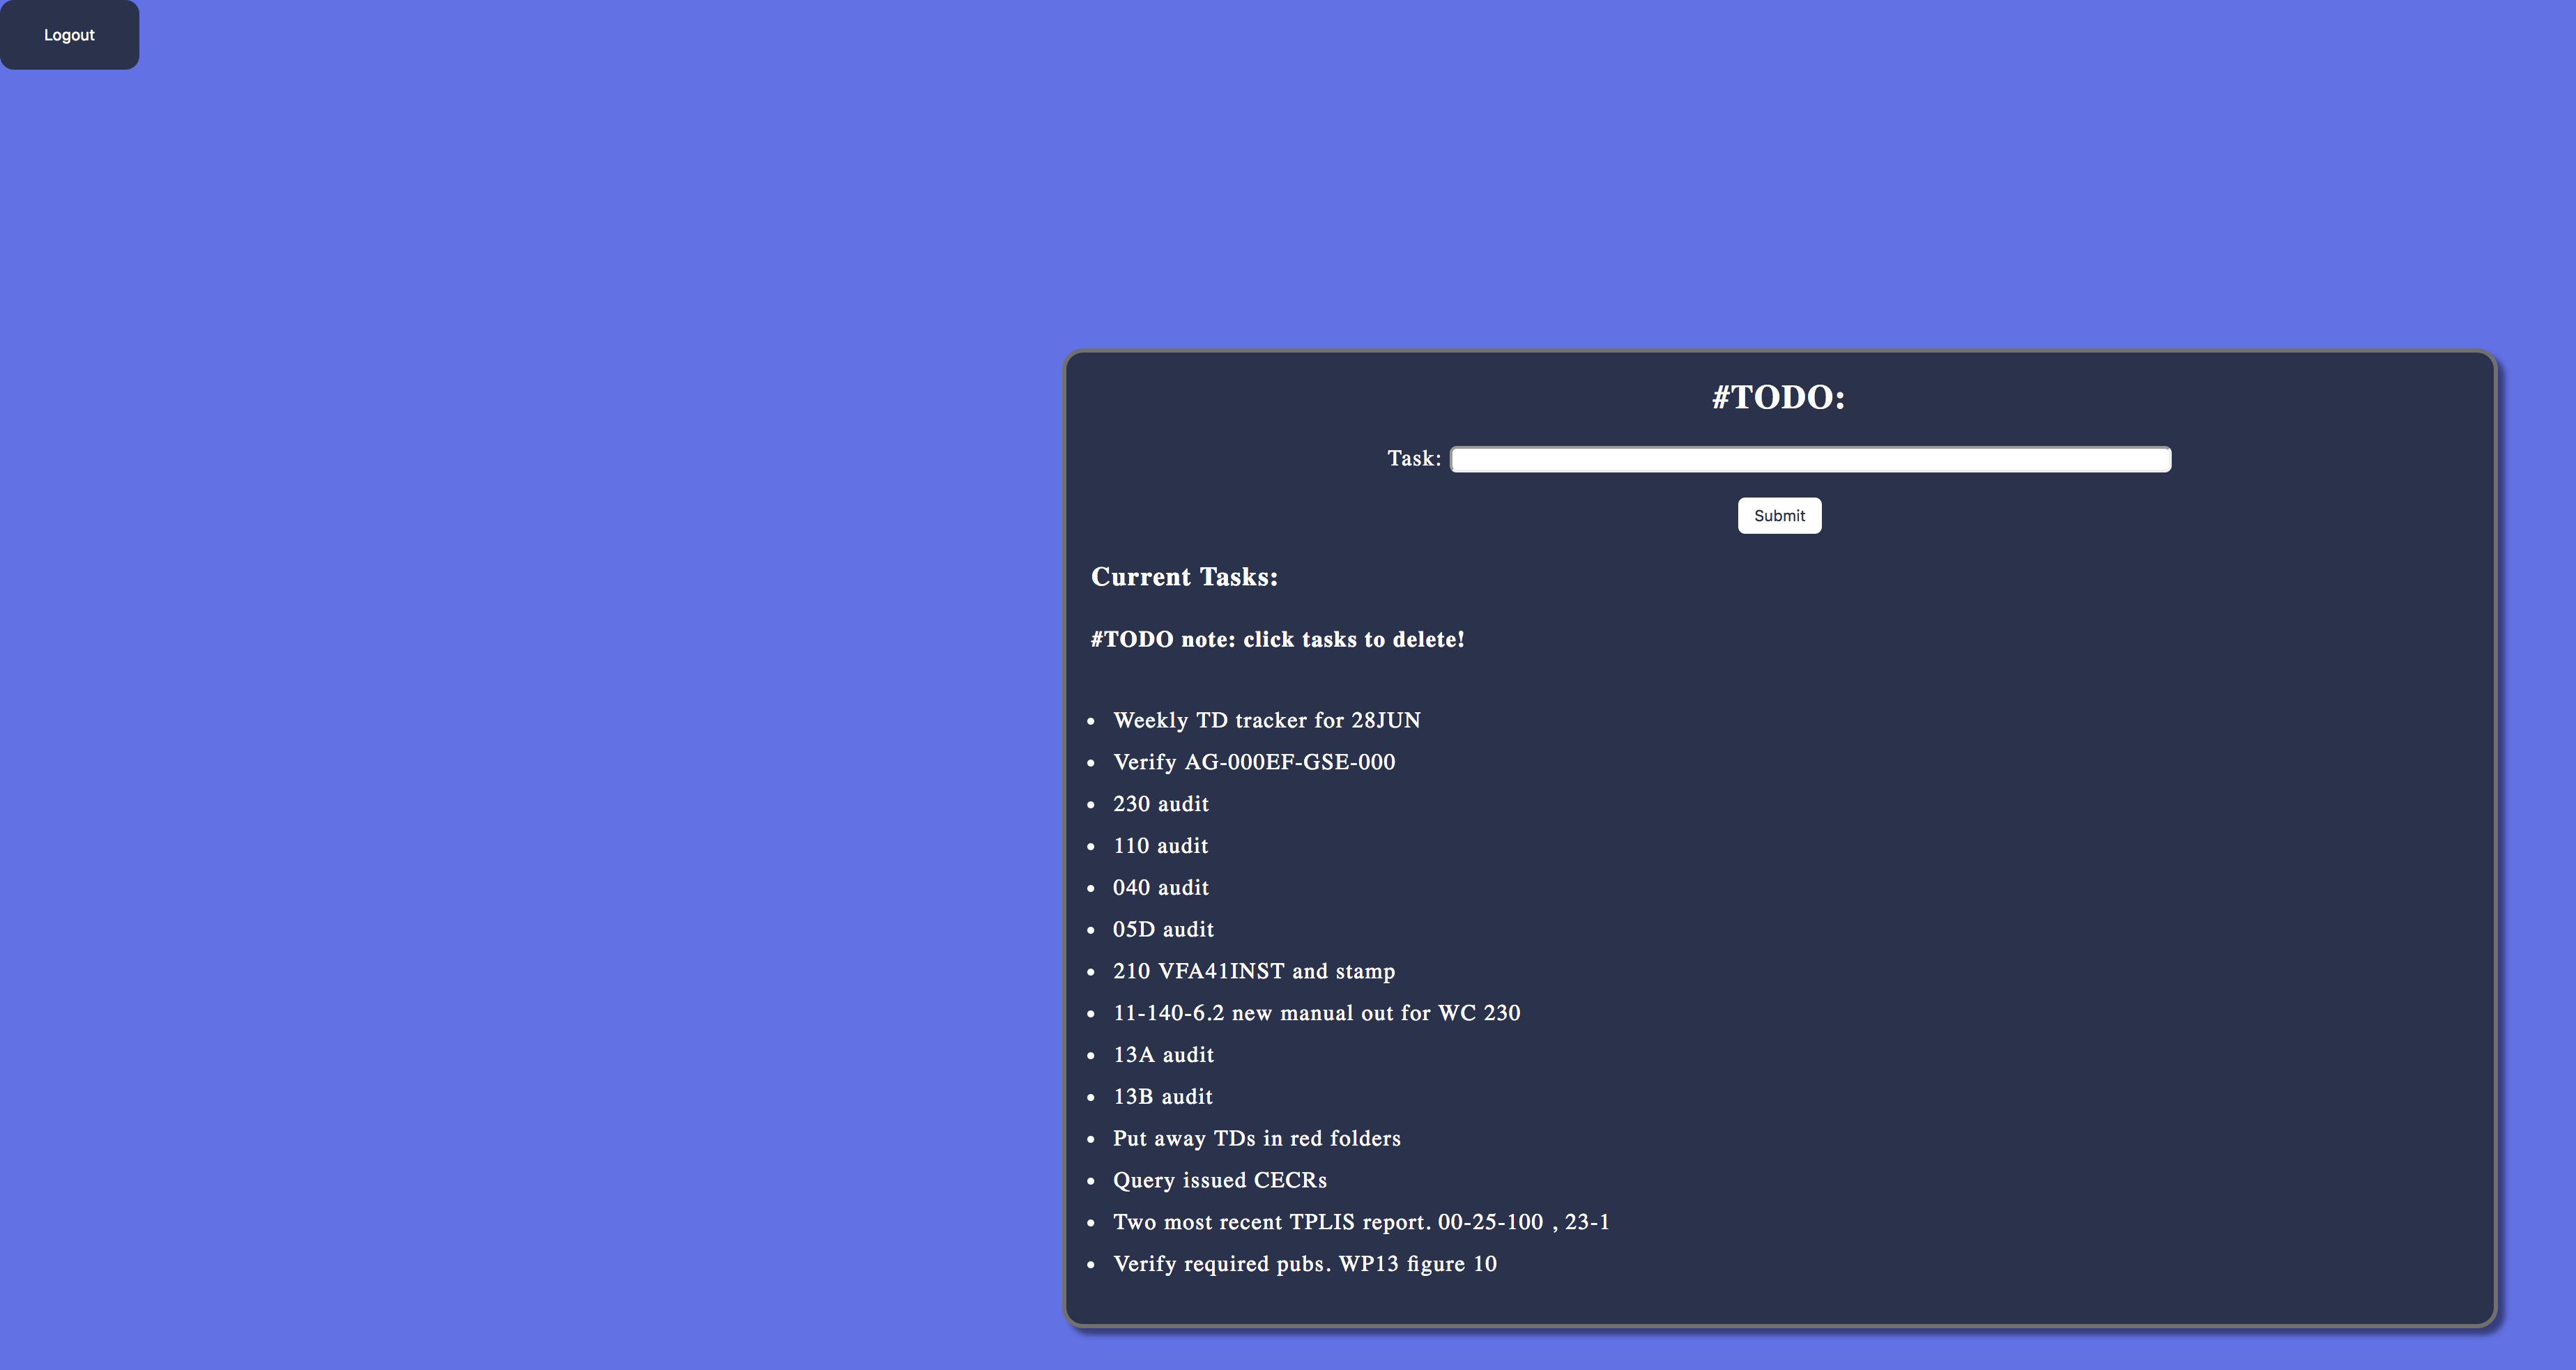 Logout
#TODO:
Task:
Submit
Current Tasks:
#TODO note: click tasks to delete!
Weekly TD tracker for 28JUN
Verify AG-000EF-GSE-000
230 audit
110 audit
040 audit
05D audit
210 VFA41INST and stamp
11-140-6.2 new manual out for WC 230
13A audit
13B audit
Put away TDs in red folders
Query issued CECRs
Two most recent TPLIS report. 00-25-100 , 23-1
Verify required pubs. WP13 figure 10